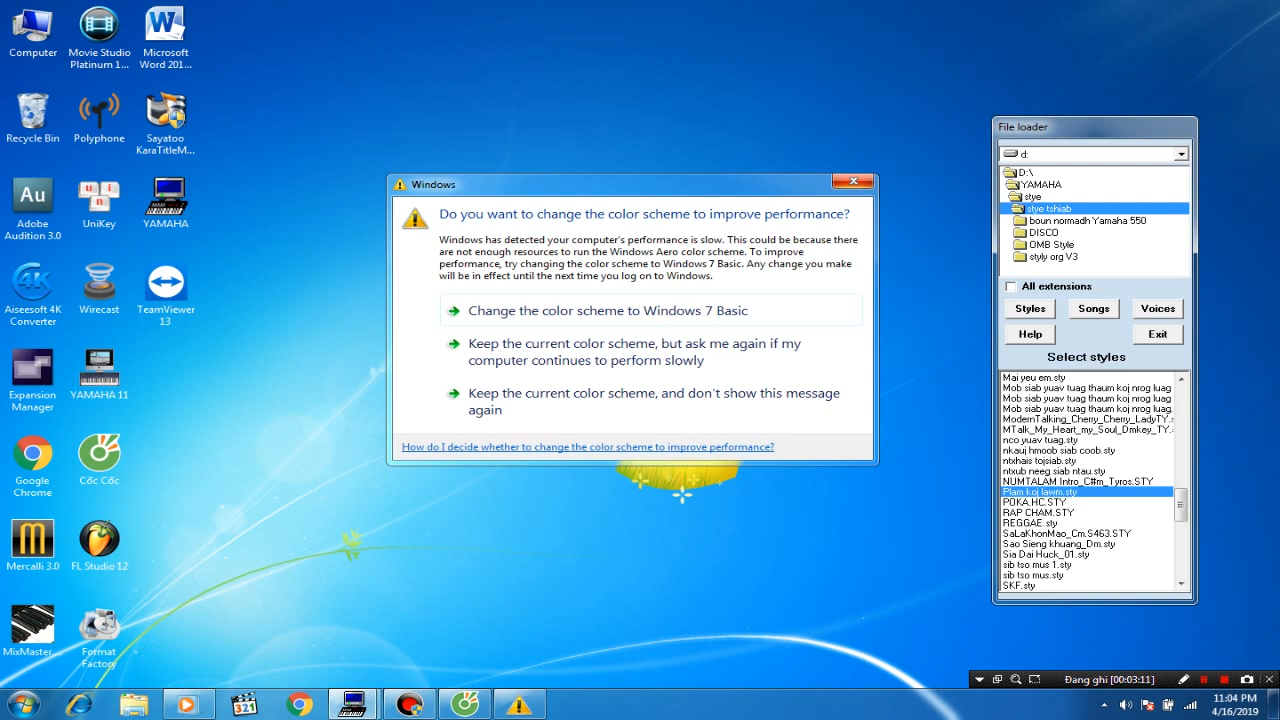 Computer
Movie Studio
Platinum 1...
Microsoft
Word 201...
Recycle Bin
Polyphone
Sayatoo
KaraTitleM...
Au
Adobe
Audition 3.0
u n i
UniKey
YAMAHA
4K
Aiseesoft 4K
Converter
Wirecast
TeamViewer
13
Expansion
Manager
YAMAHA 11
Google
Chrome
Cốc Cốc
Mercalli 3.0
FL Studio 12
MixMaster...
Format
Factory
Windows
Do you want to change the color scheme to improve performance?
Windows has detected your computer's performance is slow. This could be because there
are not enough resources to run the Windows Aero color scheme. To improve
performance, try changing the color scheme to Windows 7 Basic. Any change you make
will be in effect until the next time you log on to Windows.
Change the color scheme to Windows 7 Basic
Keep the current color scheme, but ask me again if my
computer continues to perform slowly
Keep the current color scheme, and don't show this message
again
How do I decide whether to change the color scheme to improve performance?
File loader
d:
D:\
YAMAHA
stye
stye tshiab
boun normadh Yamaha 550
DISCO
OMB Style
styly org V3
All extensions
Styles
Songs
Voices
Help
Exit
Select styles
Mai yeu em.sty
Mob siab yuav tuag thaum koj nrog luag
Mob siab yuav tuag thaum koj nrog luag
Mob siab yuav tuag thaum koj nrog luag.
ModernTalking_Cherry_Cherry_LadyTY.s
MTalk_My_Heart_my_Soul_Dmkey_TY.
nco yuav tuag.sty
nkauj hmoob siab coob.sty
ntxhais tojsiab.sty
ntxub neeg siab ntau.sty
NUMTALAM Intro_C#m_Tyros.STY
Plam koj lawm.sty
POKA.HC.STY
RAP CHAM.STY
REGGAE.sty
SaLaKhonMao_Cm.S463.STY
Sao Sieng khuang_Dm.sty
Sia Dai Huck_01.sty
sib tso mus 1.sty
sib tso mus.sty
SKF.sty
Đang ghi [00:03:11]
321
11:04 PM
4/16/2019